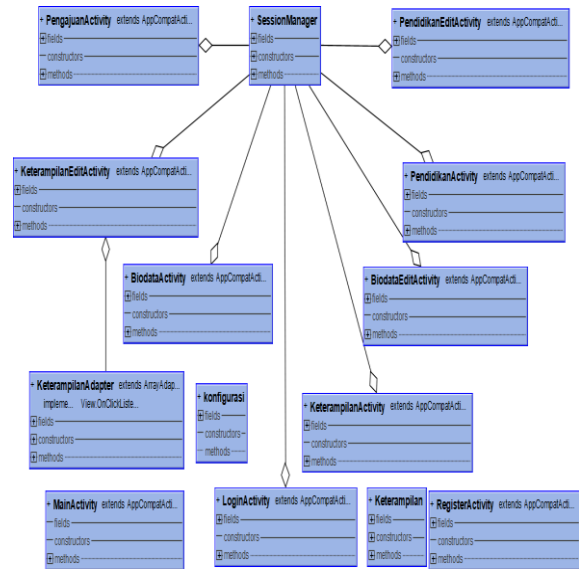 + PengajuanActivity extends AppCompatActi...
fields
constructors
methods
+ SessionManager
fields
constructors
methods
+ PendidikanEditActivity extends AppCompatActi...
fields
constructors
methods
+ KeterampilanEditActivity extends AppCompatActi...
fields
constructors
methods
+ PendidikanActivity extends AppCompatActi...
fields
constructors
methods
+ BiodataActivity extends AppCompatActi...
fields
constructors
methods
+ BiodataEditActivity extends AppCompatActi...
fields
constructors
methods
+ KeterampilanAdapter extends ArrayAdap...
impleme... View.OnClickListe...
fields
constructors
methods
+ konfigurasi
fields
constructors
methods
+ KeterampilanActivity extends AppCompatActi...
fields
constructors
methods
+ MainActivity extends AppCompatActi...
fields
constructors
methods
+ LoginActivity extends AppCompatActi...
fields
constructors
methods
+ Keterampilan
fields
constructors
methods
+ RegisterActivity extends AppCompatActi...
fields
constructors
methods